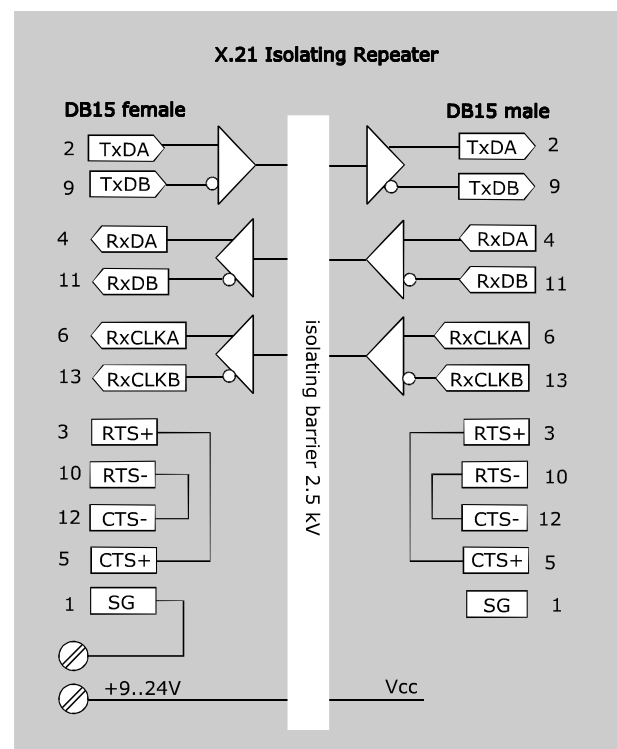 X.21 Isolating Repeater
DB15 female
DB15 male
2 TxDA
TxDA 2
9 TxDB
TxDB 9
4 RxDA
RxDA 4
11 RxDB
RxDB 11
6 RxCLKA
RxCLKA 6
13 RxCLKB
RxCLKB 13
isolating barrier 2.5 kV
3 RTS+
RTS+ 3
10 RTS-
RTS- 10
12 CTS-
CTS- 12
5 CTS+
CTS+ 5
1 SG
SG 1
+9..24V
Vcc